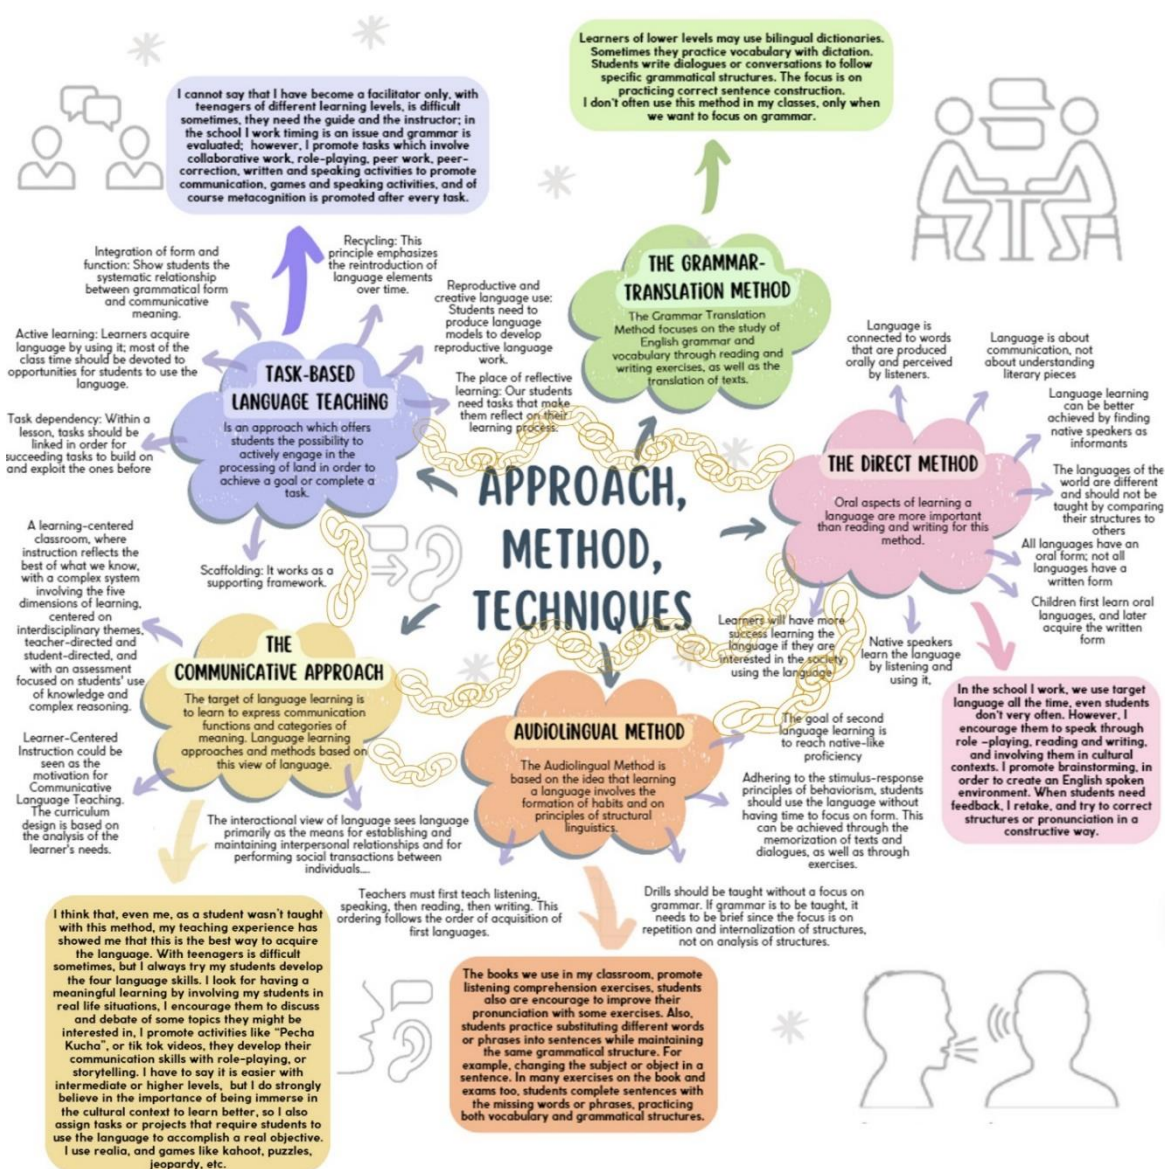 Learners of lower levels may use bilingual dictionaries.
Sometimes they practice vocabulary with dictation.
Students write dialogues or conversations to follow
specific grammatical structures. The focus is on
practicing correct sentence construction.
I don't often use this method in my classes, only when
we want to focus on grammar.
I cannot say that I have become a facilitator only, with
teenagers of different learning levels, is difficult
sometimes, they need the guide and the instructor; in
the school I work timing is an issue and grammar is
evaluated; however, I promote tasks which involve
collaborative work, role-playing, peer work, peer-
correction, written and speaking activities to promote
communication, games and speaking activities, and of
course metacognition is promoted after every task.
Integration of form and
function: Show students the
systematic relationship
between grammatical form
and communicative
meaning.
Recycling: This
principle emphasizes
the reintroduction of
language elements
over time.
Reproductive and
creative language use:
Students need to
produce language
models to develop
reproductive language
work.
Active learning: Learners acquire
language by using it; most of the
class time should be devoted to
opportunities for students to use the
language.
The place of reflective
learning: Our students
need tasks that make
them reflect on their
learning process.
Task dependency: Within a
lesson, tasks should be
linked in order for
succeeding tasks to build on
and exploit the ones before
TASK-BASED
LANGUAGE TEACHING
Is an approach which offers
students the possibility to
actively engage in the
processing of land in order to
achieve a goal or complete a
task.
Scaffolding: It works as a
supporting framework.
THE GRAMMAR-
TRANSLATION METHOD
The Grammar Translation
Method focuses on the study of
English grammar and
vocabulary through reading and
writing exercises, as well as the
translation of texts.
APPROACH,
METHOD,
TECHNIQUES
Language is
connected to words
that are produced
orally and perceived
by listeners.
Language is about
communication, not
about understanding
literary pieces
Language learning
can be better
achieved by finding
native speakers as
informants
THE DIRECT METHOD
Oral aspects of learning a
language are more important
than reading and writing for this
method.
The languages of the
world are different
and should not be
taught by comparing
their structures to
others
All languages have an
oral form; not all
languages have a
written form
Children first learn oral
languages, and later
acquire the written
form
Native speakers
learn the language
by listening and
using it,
Learners will have more
success learning the
language if they are
interested in the society
using the language
In the school I work, we use target
language all the time, even students
don't very often. However, I
encourage them to speak through
role –playing, reading and writing,
and involving them in cultural
contexts. I promote brainstorming, in
order to create an English spoken
environment. When students need
feedback, I retake, and try to correct
structures or pronunciation in a
constructive way.
A learning-centered
classroom, where
instruction reflects the
best of what we know,
with a complex system
involving the five
dimensions of learning,
centered on
interdisciplinary themes,
teacher-directed and
student-directed, and
with an assessment
focused on students' use
of knowledge and
complex reasoning.
THE
COMMUNICATIVE APPROACH
The target of language learning is
to learn to express communication
functions and categories of
meaning. Language learning
approaches and methods based on
this view of language.
Learner-Centered
Instruction could be
seen as the
motivation for
Communicative
Language Teaching.
The curriculum
design is based on
the analysis of the
learner's needs.
The interactional view of language sees language
primarily as the means for establishing and
maintaining interpersonal relationships and for
performing social transactions between
individuals....
I think that, even me, as a student wasn't taught
with this method, my teaching experience has
showed me that this is the best way to acquire
the language. With teenagers is difficult
sometimes, but I always try my students develop
the four language skills. I look for having a
meaningful learning by involving my students in
real life situations, I encourage them to discuss
and debate of some topics they might be
interested in, I promote activities like "Pecha
Kucha", or tik tok videos, they develop their
communication skills with role-playing, or
storytelling. I have to say it is easier with
intermediate or higher levels, but I do strongly
believe in the importance of being immerse in
the cultural context to learn better, so I also
assign tasks or projects that require students to
use the language to accomplish a real objective.
I use realia, and games like kahoot, puzzles,
jeopardy, etc.
AUDIOLINGUAL METHOD
The Audiolingual Method is
based on the idea that learning
a language involves the
formation of habits and on
principles of structural
linguistics.
The goal of second
language learning is
to reach native-like
proficiency
Adhering to the stimulus-response
principles of behaviorism, students
should use the language without
having time to focus on form. This
can be achieved through the
memorization of texts and
dialogues, as well as through
exercises.
Teachers must first teach listening,
speaking, then reading, then writing. This
ordering follows the order of acquisition of
first languages.
Drills should be taught without a focus on
grammar. If grammar is to be taught, it
needs to be brief since the focus is on
repetition and internalization of structures,
not on analysis of structures.
The books we use in my classroom, promote
listening comprehension exercises, students
also are encourage to improve their
pronunciation with some exercises. Also,
students practice substituting different words
or phrases into sentences while maintaining
the same grammatical structure. For
example, changing the subject or object in a
sentence. In many exercises on the book and
exams too, students complete sentences with
the missing words or phrases, practicing
both vocabulary and grammatical structures.